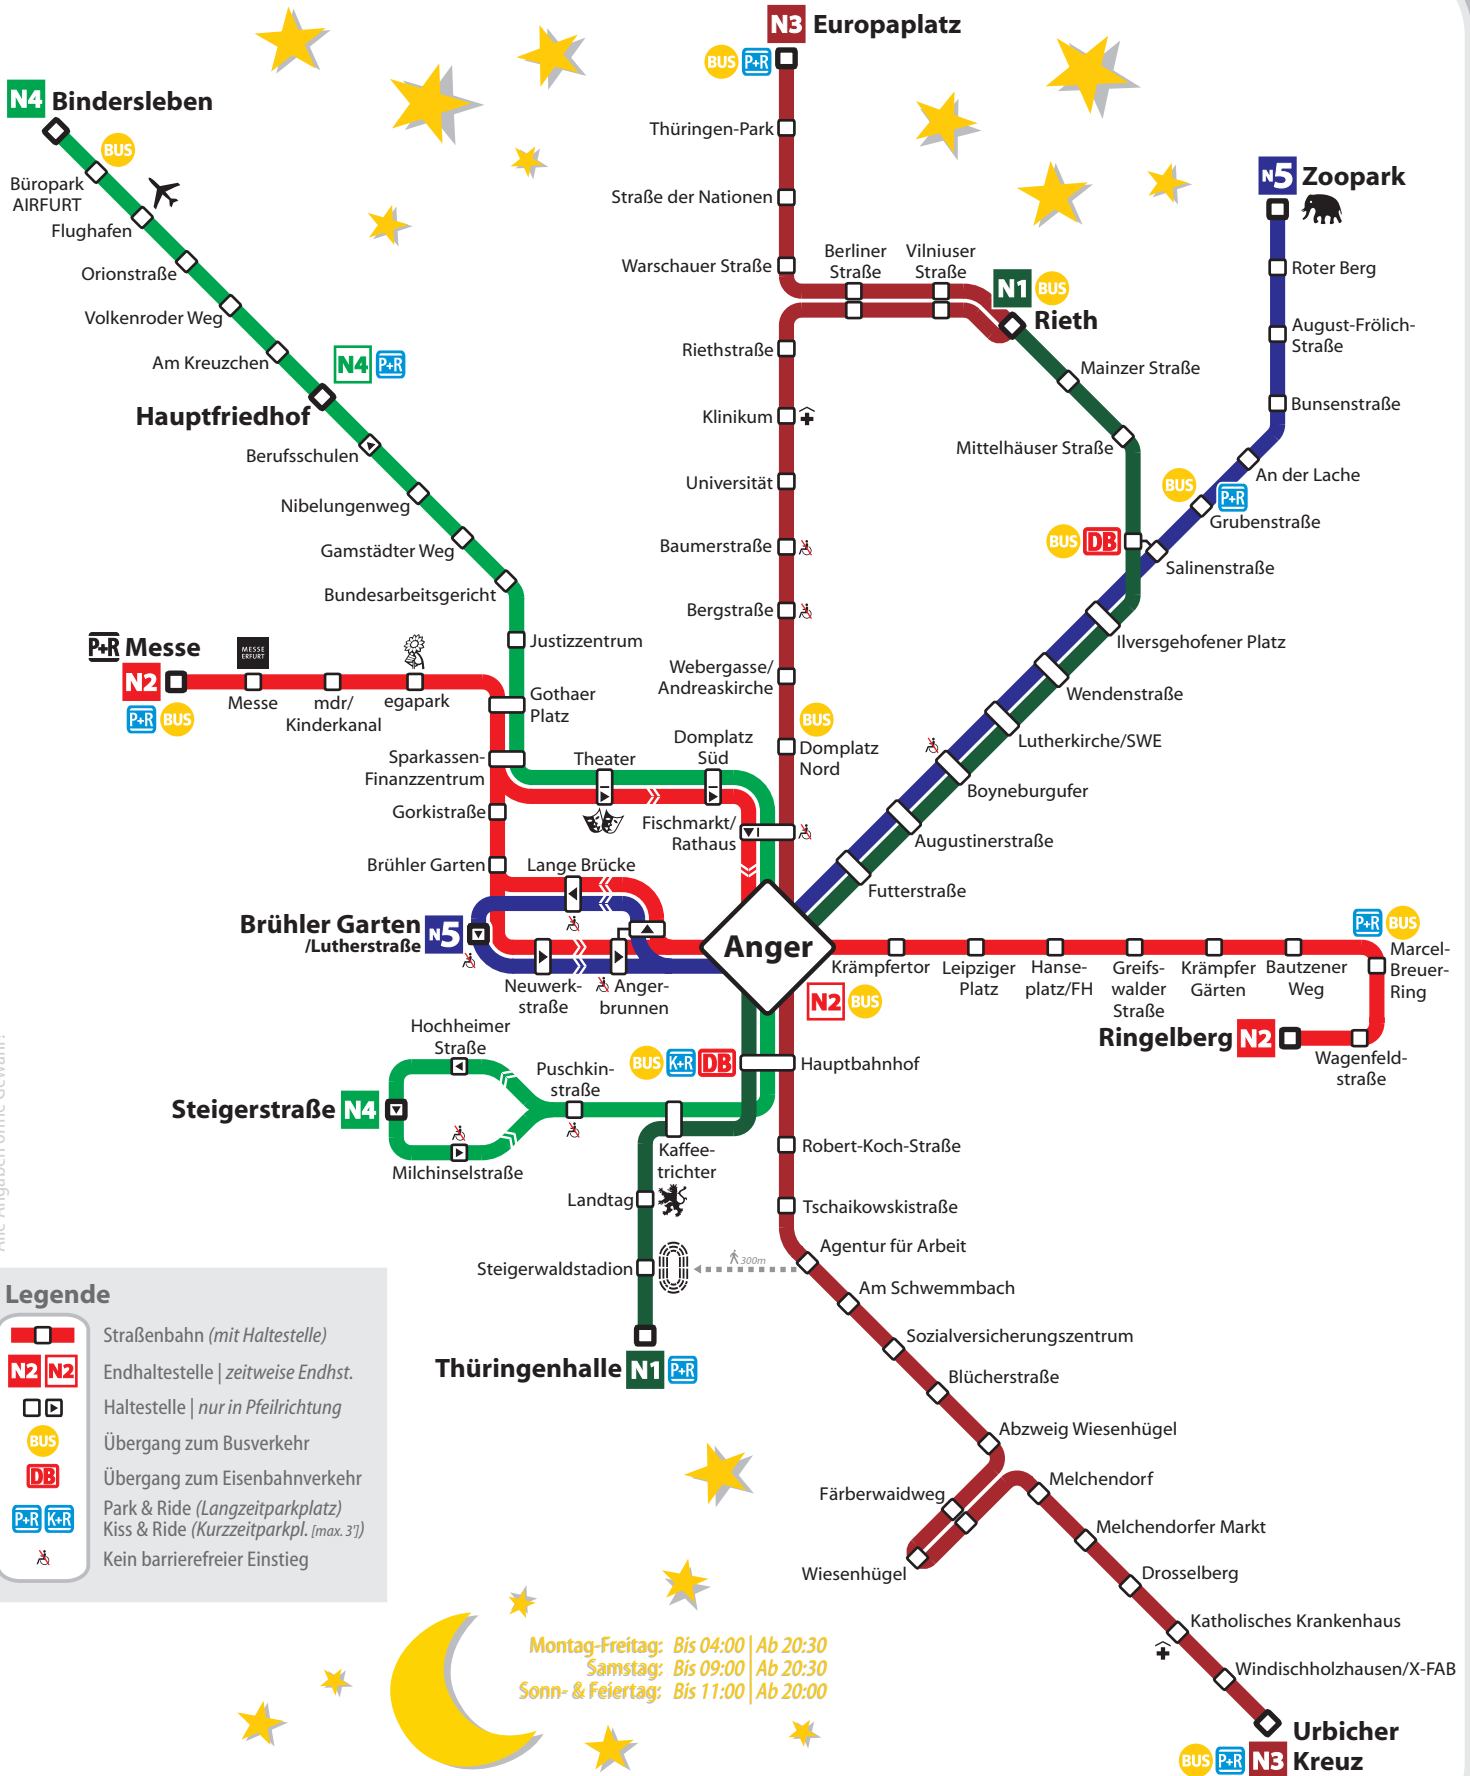 N3 Europaplatz
BUS P+R
N4 Bindersleben
BUS
Büropark
AIRFURT
Flughafen
Orionstraße
Volkenroder Weg
Am Kreuzchen
N4 P+R
Hauptfriedhof
Berufsschulen
Nibelungenweg
Gamstädter Weg
Bundesarbeitsgericht
Justizzentrum
Gothaer
Platz
Thüringen-Park
Straße der Nationen
Warschauer Straße
Berliner
Straße
Vilniuser
Straße
N1 BUS
Rieth
Riethstraße
Klinikum
Universität
Baumerstraße
Bergstraße
Webergasse/
Andreaskirche
BUS
Domplatz
Nord
Mainzer Straße
Mittelhäuser Straße
BUS DB
N5 Zoopark
Roter Berg
August-Frölich-
Straße
Bunsenstraße
An der Lache
BUS P+R
Grubenstraße
Salinenstraße
Ilversgehofener Platz
Wendenstraße
Lutherkirche/SWE
Boyneburgufer
Augustinerstraße
Futterstraße
P+R Messe
N2
P+R BUS
MESSE
ERFURT
Messe
mdr/
Kinderkanal
egapark
Sparkassen-
Finanzzentrum
Theater
Domplatz
Süd
Gorkistraße
Fischmarkt/
Rathaus
Brühler Garten
Lange Brücke
Brühler Garten N5
/Lutherstraße
Neuwerk-
straße
Anger-
brunnen
Anger
N2 BUS
Krämpfertor
Leipziger
Platz
Hanse-
platz/FH
Greifs-
walder
Straße
Krämpfer
Gärten
Bautzener
Weg
P+R BUS
Marcel-
Breuer-
Ring
Ringelberg N2
Wagenfeld-
straße
Hochheimer
Straße
Puschkin-
straße
BUS K+R DB
Hauptbahnhof
Steigerstraße N4
Milchinselstraße
Kaffee-
trichter
Landtag
Steigerwaldstadion
300m
Thüringenhalle N1 P+R
Robert-Koch-Straße
Tschaikowskistraße
Agentur für Arbeit
Am Schwemmbach
Sozialversicherungszentrum
Blücherstraße
Abzweig Wiesenhügel
Färberwaidweg
Wiesenhügel
Melchendorf
Melchendorfer Markt
Drosselberg
Katholisches Krankenhaus
Windischholzhausen/X-FAB
Urbicher
Kreuz
BUS P+R N3
Legende
Straßenbahn (mit Haltestelle)
N2 N2 Endhaltestelle | zeitweise Endhst.
Haltestelle | nur in Pfeilrichtung
BUS Übergang zum Busverkehr
DB Übergang zum Eisenbahnverkehr
P+R K+R Park & Ride (Langzeitparkplatz)
Kiss & Ride (Kurzzeitparkpl. [max. 3'])
Kein barrierefreier Einstieg
Montag-Freitag: Bis 04:00 | Ab 20:30
Samstag: Bis 09:00 | Ab 20:30
Sonn- & Feiertag: Bis 11:00 | Ab 20:00